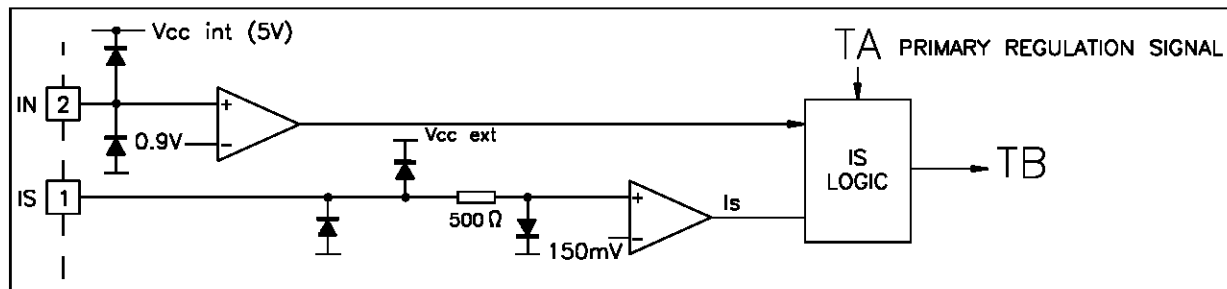 Vcc int (5V)
TA PRIMARY REGULATION SIGNAL
IN 2
+
0.9V −
Vcc ext
IS
LOGIC
TB
IS 1
500Ω
+
Is
150mV −